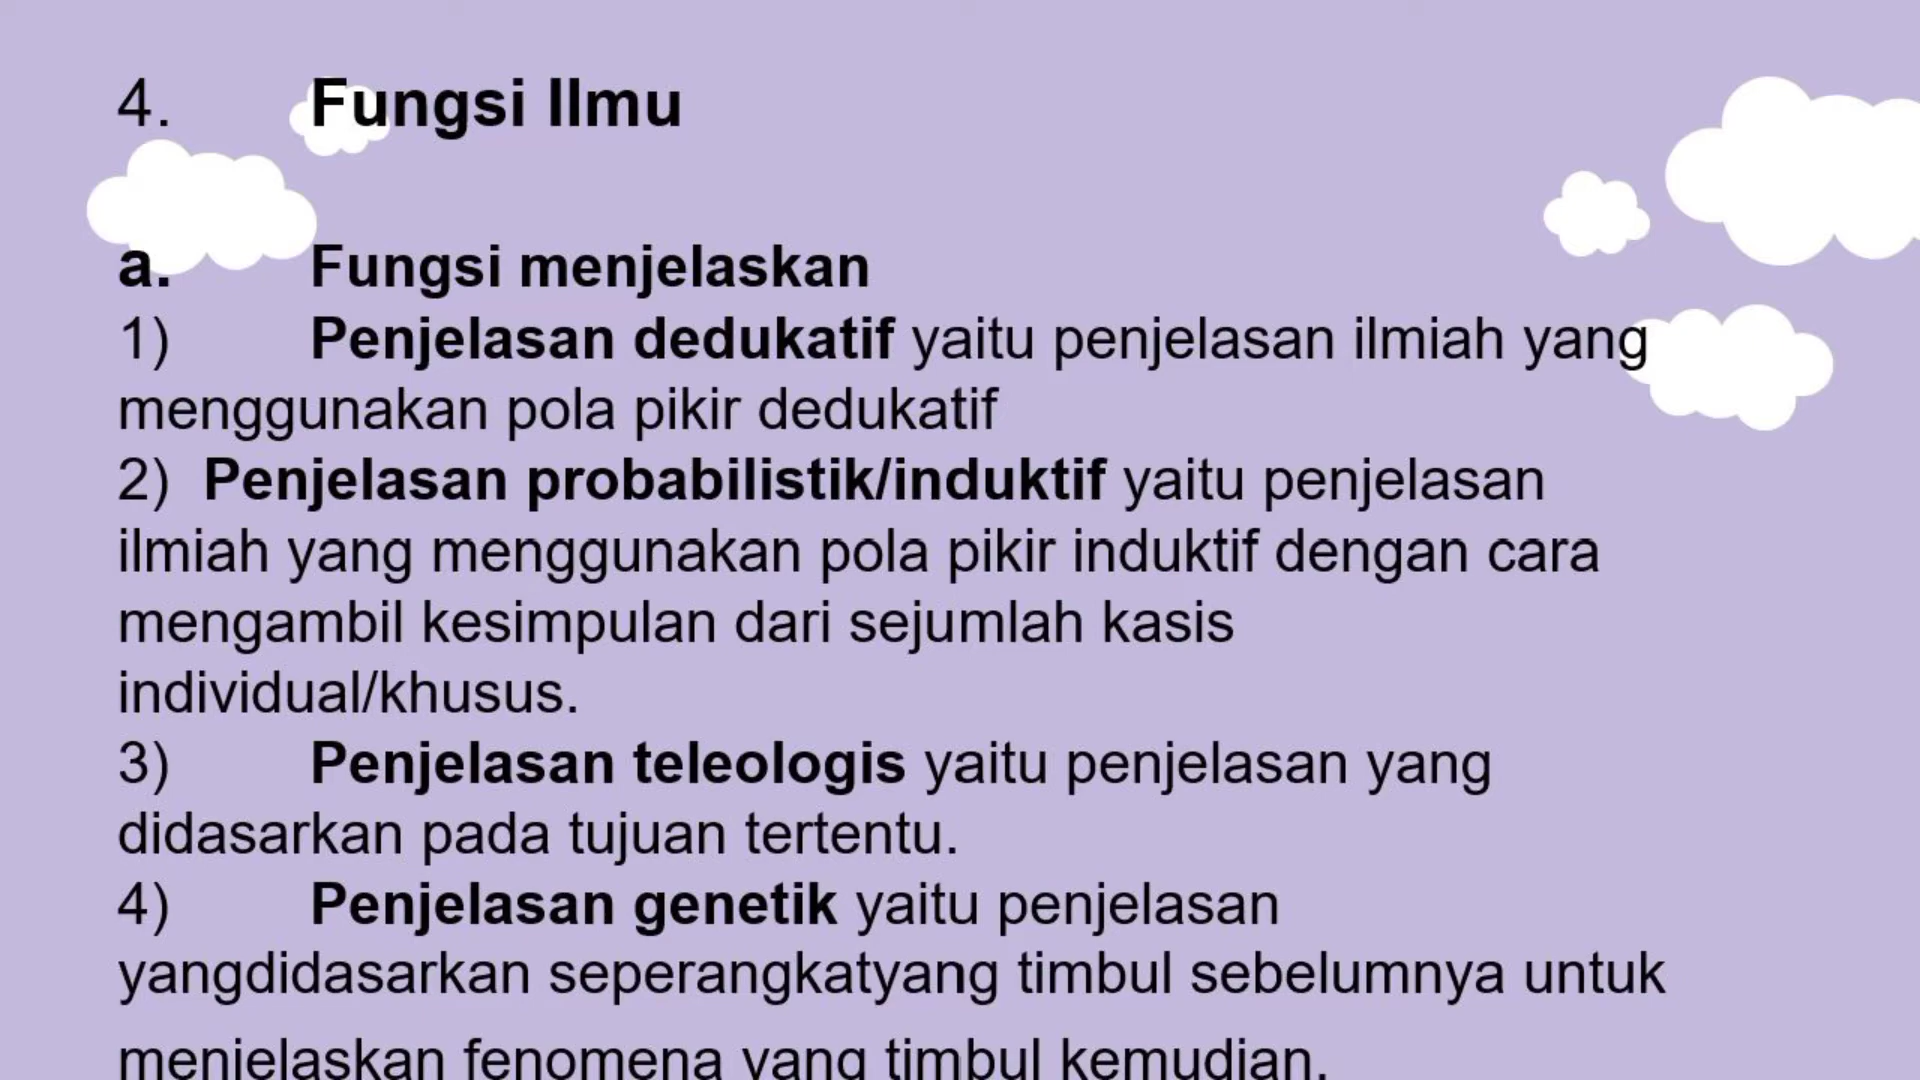 4. Fungsi Ilmu
a. Fungsi menjelaskan
1) Penjelasan dedukatif yaitu penjelasan ilmiah yang
menggunakan pola pikir dedukatif
2) Penjelasan probabilistik/induktif yaitu penjelasan
ilmiah yang menggunakan pola pikir induktif dengan cara
mengambil kesimpulan dari sejumlah kasis
individual/khusus.
3) Penjelasan teleologis yaitu penjelasan yang
didasarkan pada tujuan tertentu.
4) Penjelasan genetik yaitu penjelasan
yangdidasarkan seperangkatyang timbul sebelumnya untuk
menjelaskan fenomena yang timbul kemudian.